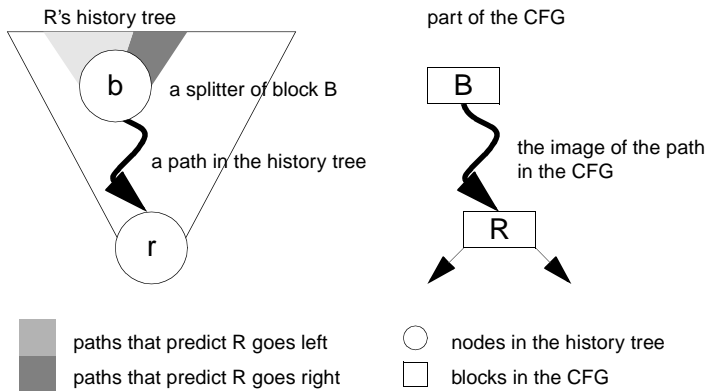 R's history tree
part of the CFG
b
a splitter of block B
B
a path in the history tree
the image of the path
in the CFG
r
R
paths that predict R goes left
nodes in the history tree
paths that predict R goes right
blocks in the CFG